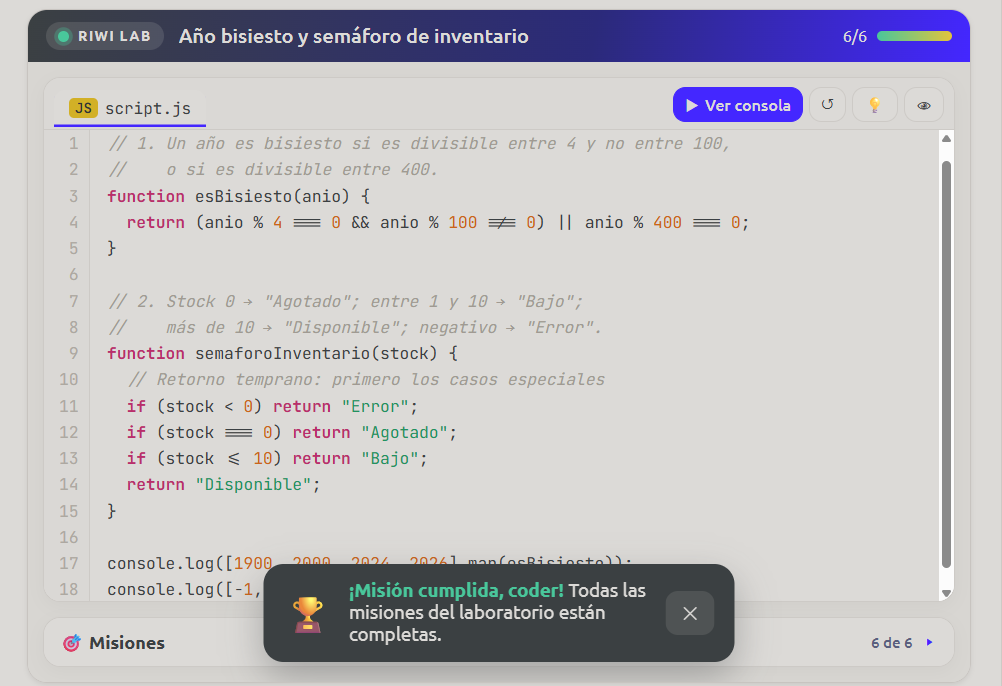 RIWI LAB Año bisiesto y semáforo de inventario 6/6
JS script.js Ver consola
1 // 1. Un año es bisiesto si es divisible entre 4 y no entre 100,
2 //    o si es divisible entre 400.
3 function esBisiesto(anio) {
4   return (anio % 4 === 0 && anio % 100 !== 0) || anio % 400 === 0;
5 }
6
7 // 2. Stock 0 → "Agotado"; entre 1 y 10 → "Bajo";
8 //    más de 10 → "Disponible"; negativo → "Error".
9 function semaforoInventario(stock) {
10   // Retorno temprano: primero los casos especiales
11   if (stock < 0) return "Error";
12   if (stock === 0) return "Agotado";
13   if (stock <= 10) return "Bajo";
14   return "Disponible";
15 }
16
17 console.log([1900, 2000, 2024, 2026].map(esBisiesto));
18 console.log([-1,
¡Misión cumplida, coder! Todas las
misiones del laboratorio están
completas.
Misiones 6 de 6